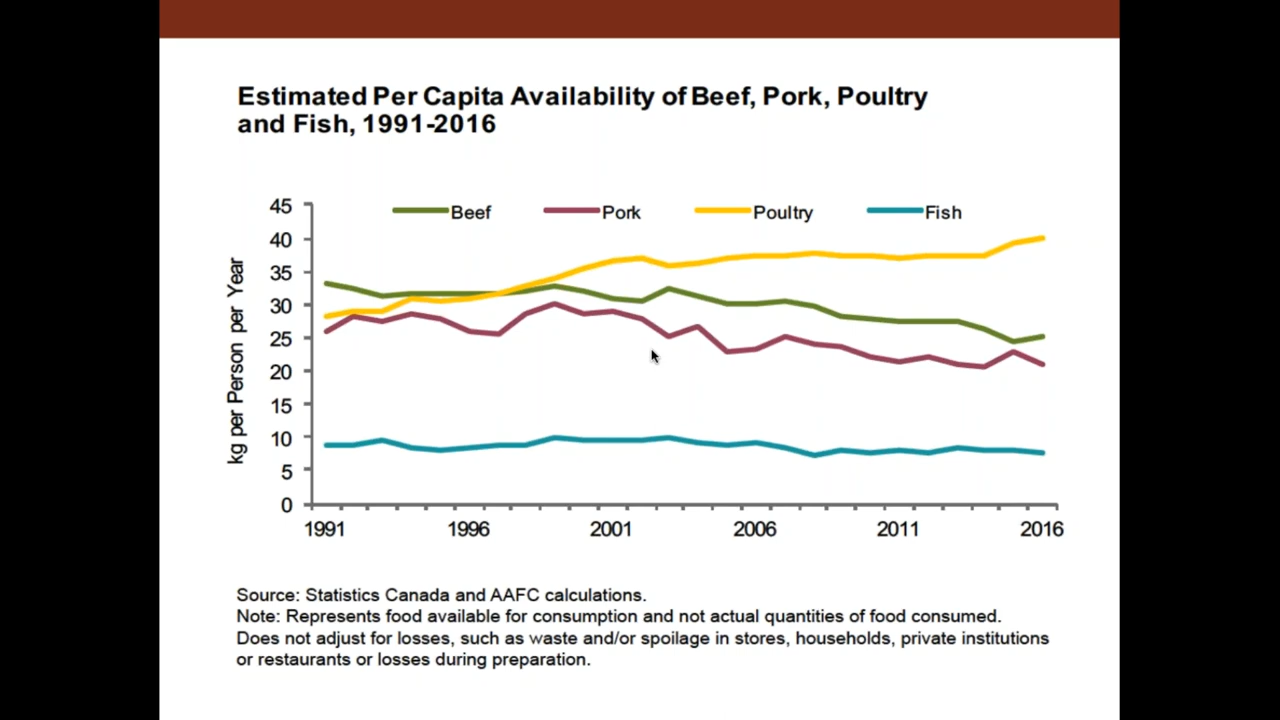 Estimated Per Capita Availability of Beef, Pork, Poultry
and Fish, 1991-2016
Beef Pork Poultry Fish
kg per Person per Year
45
40
35
30
25
20
15
10
5
0
1991 1996 2001 2006 2011 2016
Source: Statistics Canada and AAFC calculations.
Note: Represents food available for consumption and not actual quantities of food consumed.
Does not adjust for losses, such as waste and/or spoilage in stores, households, private institutions
or restaurants or losses during preparation.